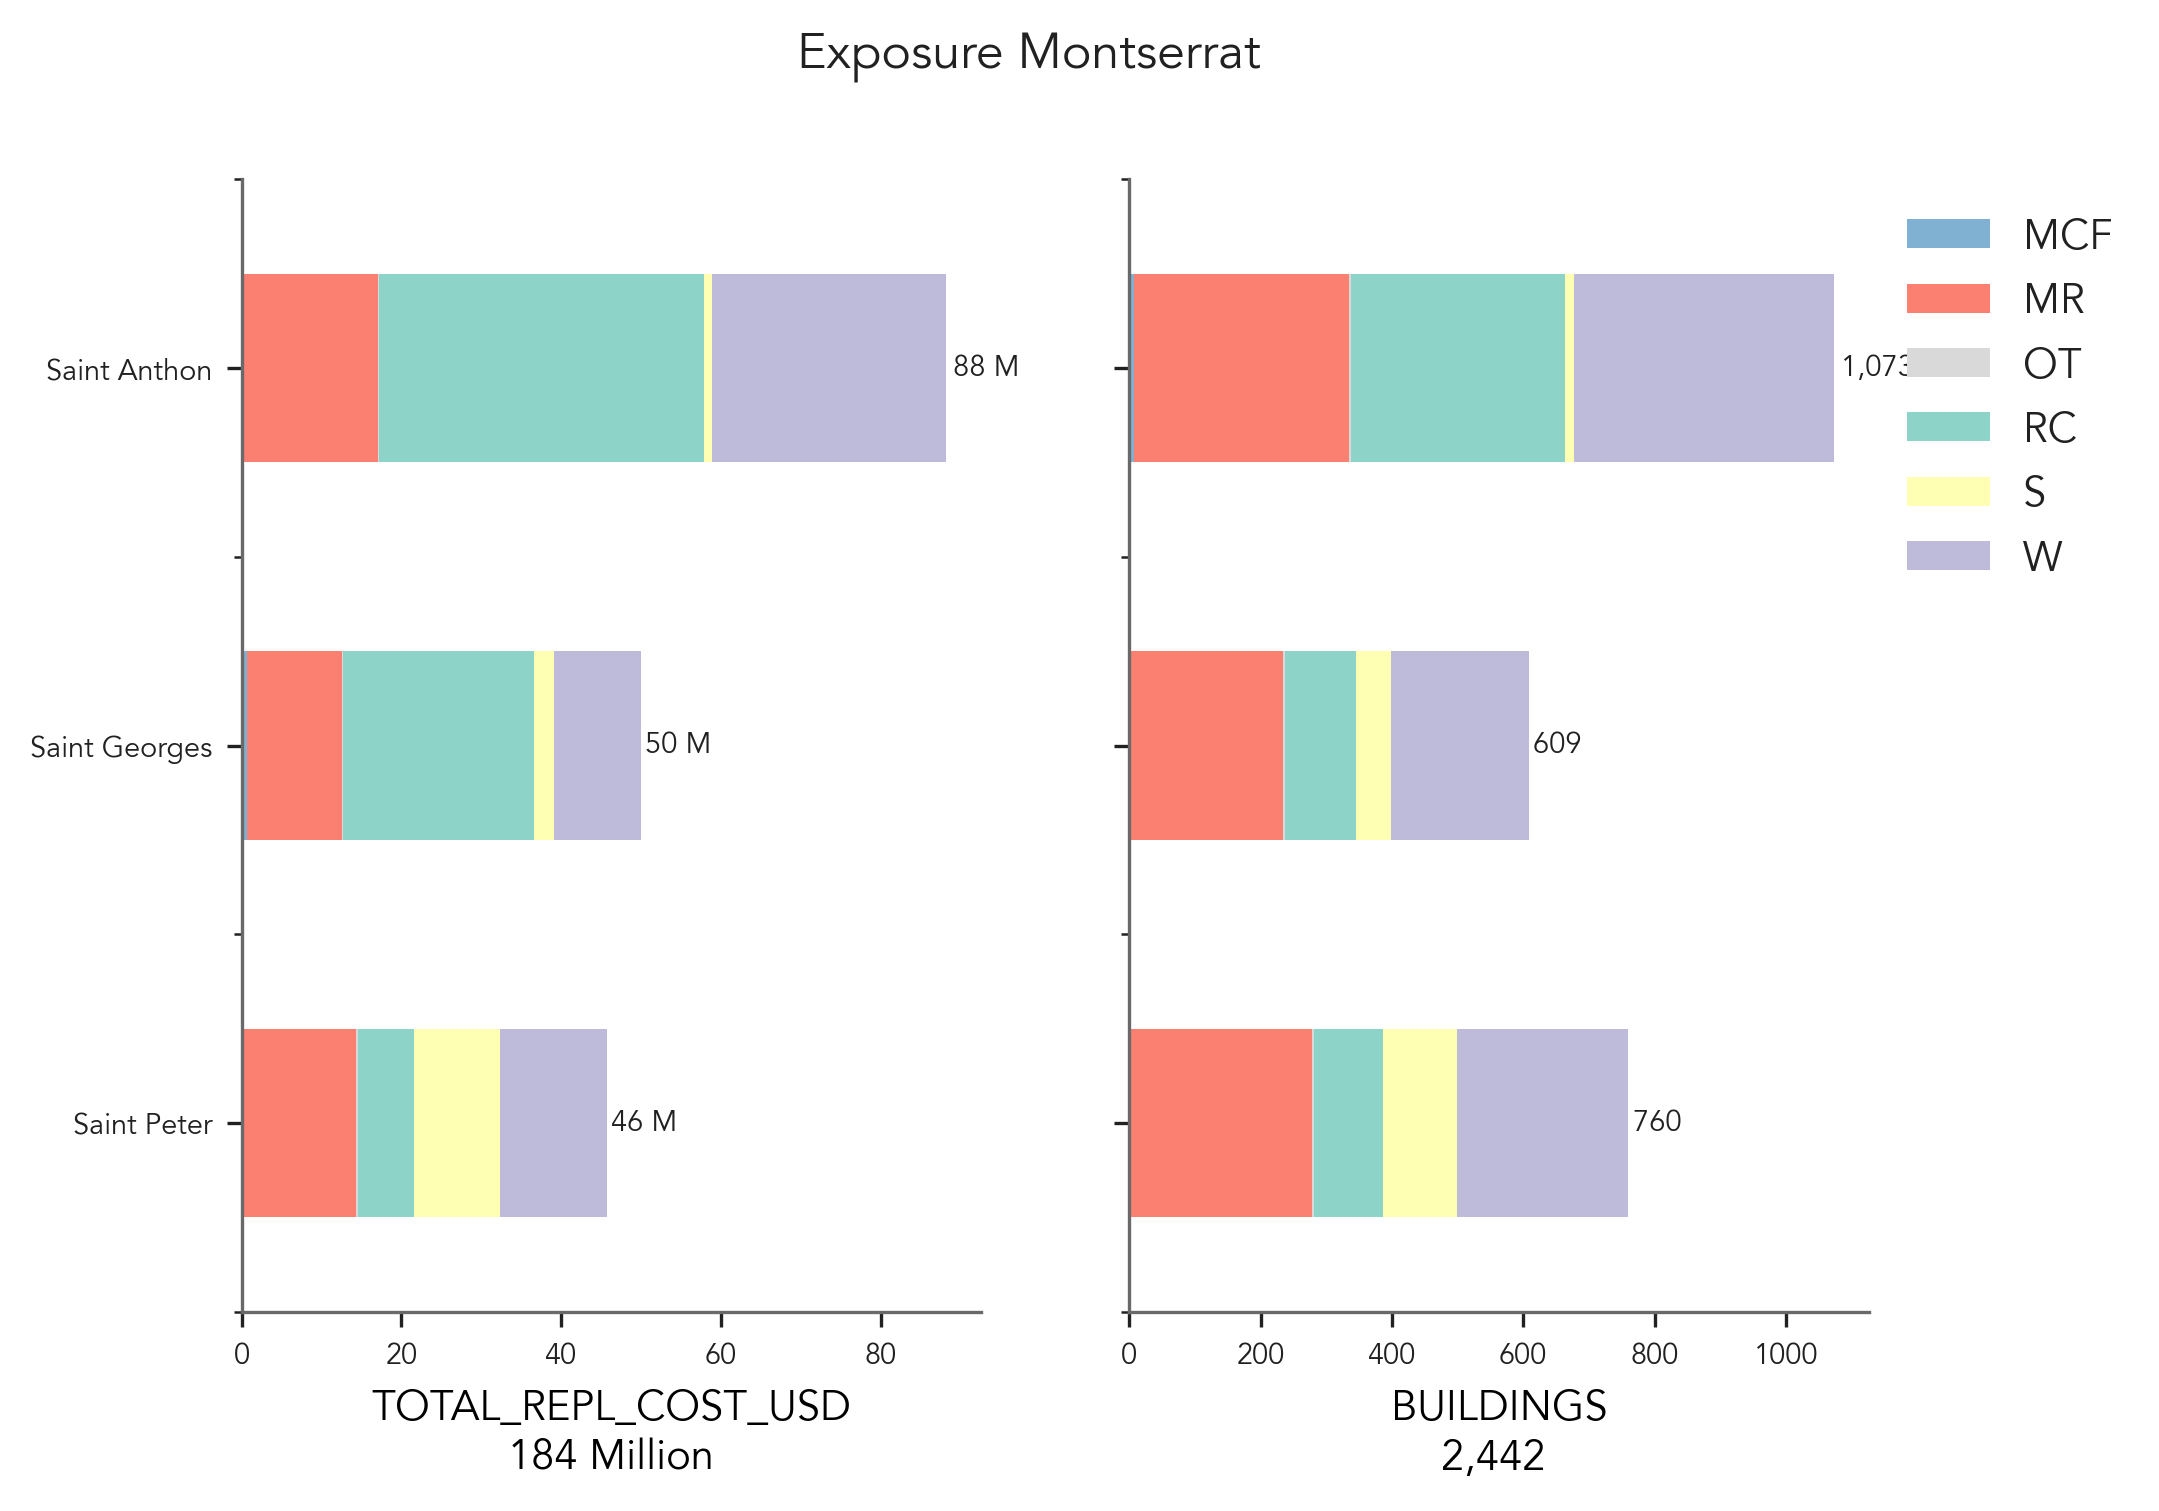 Exposure Montserrat
Saint Anthon
Saint Georges
Saint Peter
88 M
50 M
46 M
0 20 40 60 80
TOTAL_REPL_COST_USD
184 Million
1,073
609
760
0 200 400 600 800 1000
BUILDINGS
2,442
MCF
MR
OT
RC
S
W